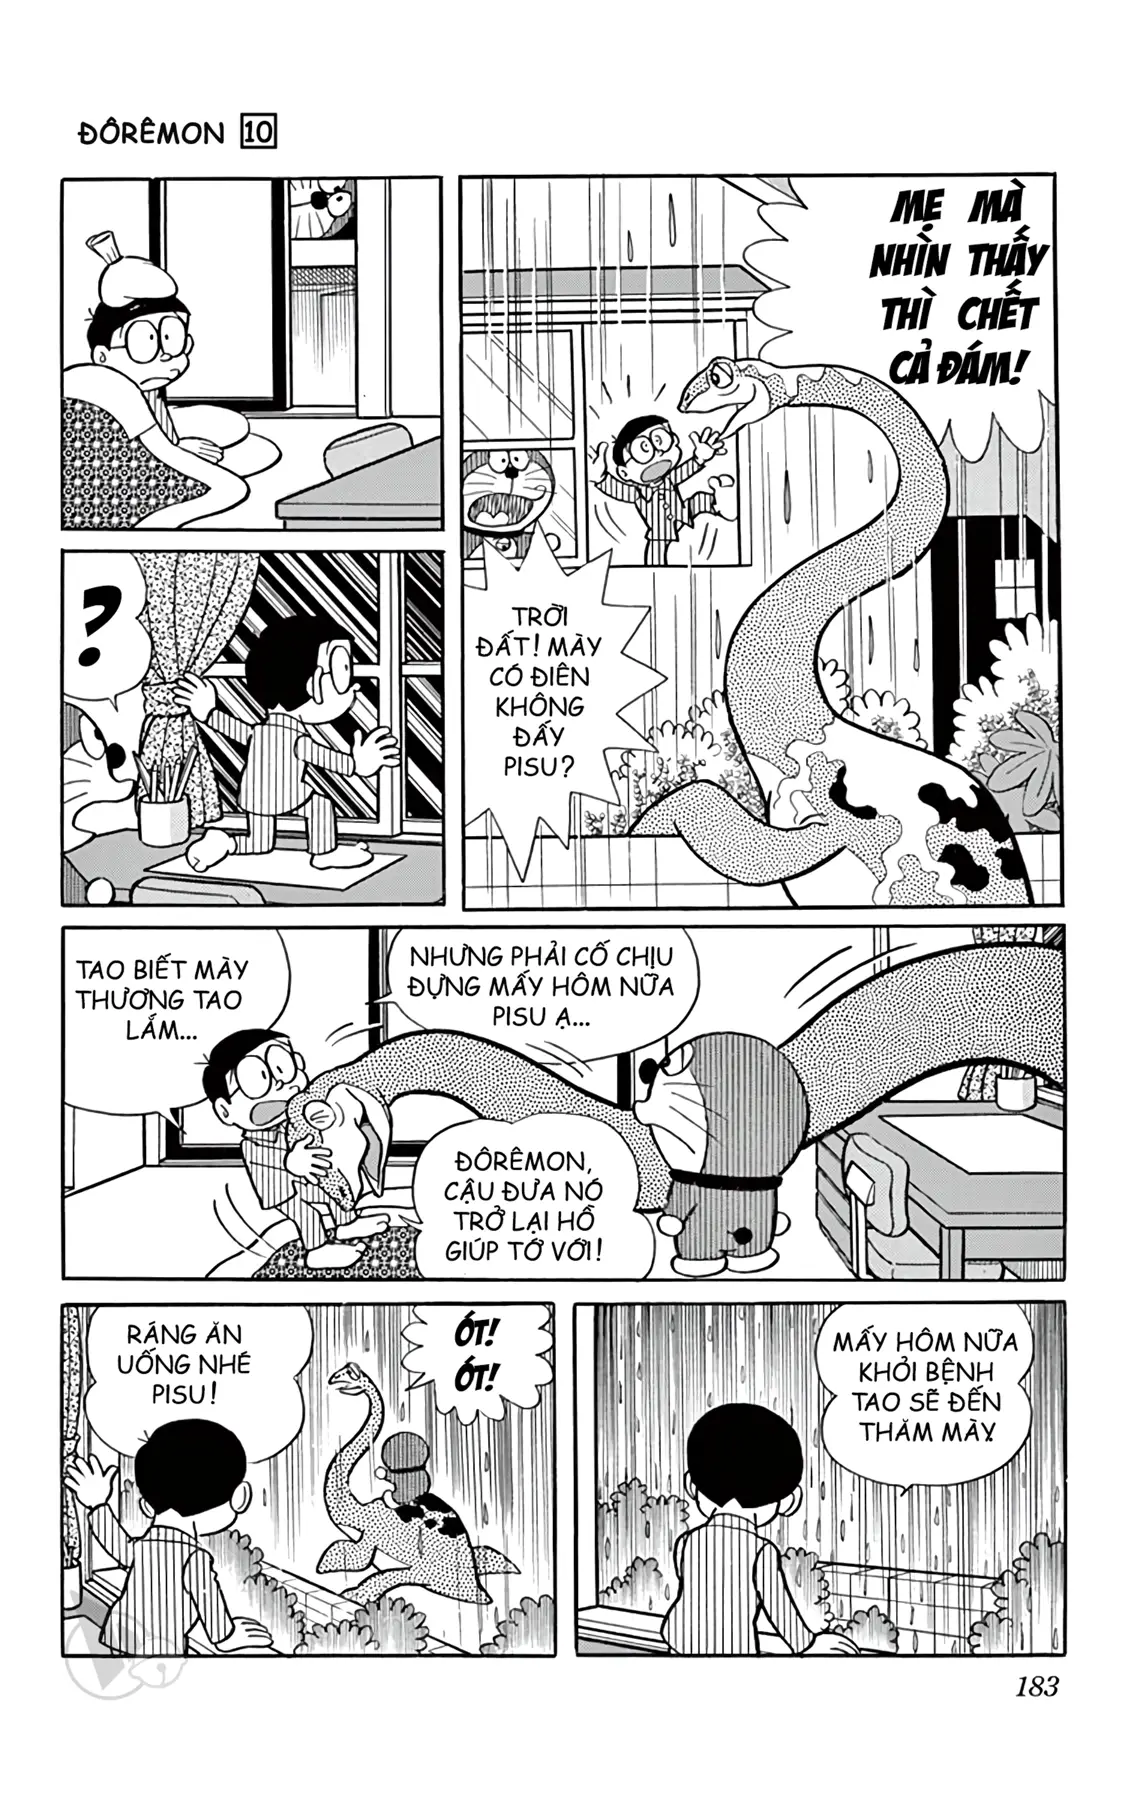 ĐÔRÊMON 10
MẸ MÀ
NHÌN THẤY
THÌ CHẾT
CẢ ĐÁM!
TRỜI
ĐẤT! MÀY
CÓ ĐIÊN
KHÔNG
ĐẤY
PISU?
?
TAO BIẾT MÀY
THƯƠNG TAO
LẮM...
NHƯNG PHẢI CỐ CHỊU
ĐỰNG MẤY HÔM NỮA
PISU Ạ...
ĐÔRÊMON,
CẬU ĐƯA NÓ
TRỞ LẠI HỒ
GIÚP TỚ VỚI!
RÁNG ĂN
UỐNG NHÉ
PISU!
ÓT!
ÓT!
MẤY HÔM NỮA
KHỎI BỆNH
TAO SẼ ĐẾN
THĂM MÀY.
183